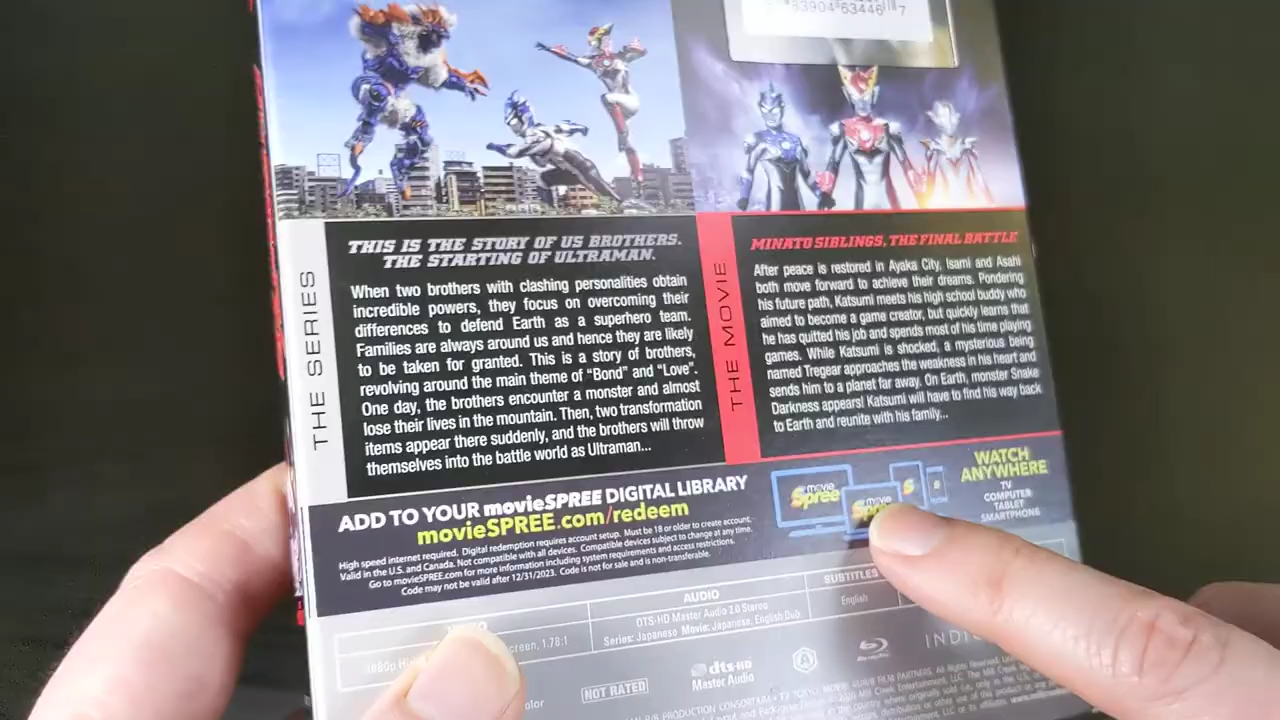 83904 63446 7
THIS IS THE STORY OF US BROTHERS.
THE STARTING OF ULTRAMAN.
THE SERIES
When two brothers with clashing personalities obtain
incredible powers, they focus on overcoming their
differences to defend Earth as a superhero team.
Families are always around us and hence they are likely
to be taken for granted. This is a story of brothers,
revolving around the main theme of “Bond” and “Love”.
One day, the brothers encounter a monster and almost
lose their lives in the mountain. Then, two transformation
items appear there suddenly, and the brothers will throw
themselves into the battle world as Ultraman...
THE MOVIE
MINATO SIBLINGS, THE FINAL BATTLE
After peace is restored in Ayaka City, Isami and Asahi
both move forward to achieve their dreams. Pondering
his future path, Katsumi meets his high school buddy who
aimed to become a game creator, but quickly learns that
he has quitted his job and spends most of his time playing
games. While Katsumi is shocked, a mysterious being
named Tregear approaches the weakness in his heart and
sends him to a planet far away. On Earth, monster Snake
Darkness appears! Katsumi will have to find his way back
to Earth and reunite with his family...
ADD TO YOUR movieSPREE DIGITAL LIBRARY
movieSPREE.com/redeem
High speed internet required. Digital redemption requires account setup. Must be 18 or older to create account.
Valid in the U.S. and Canada. Not compatible with all devices. Compatible devices subject to change at any time.
Go to movieSPREE.com for more information including system requirements and access restrictions.
Code may not be valid after 12/31/2023. Code is not for sale and is non-transferable.
movie
Spree
movie
Spree
S
WATCH
ANYWHERE
TV
COMPUTER
TABLET
SMARTPHONE
AUDIO
DTS-HD Master Audio 2.0 Stereo
Series: Japanese Movie: Japanese, English Dub
SUBTITLES
English
1080p
1.78:1
NOT RATED
dts-HD
Master Audio
A
Blu-ray